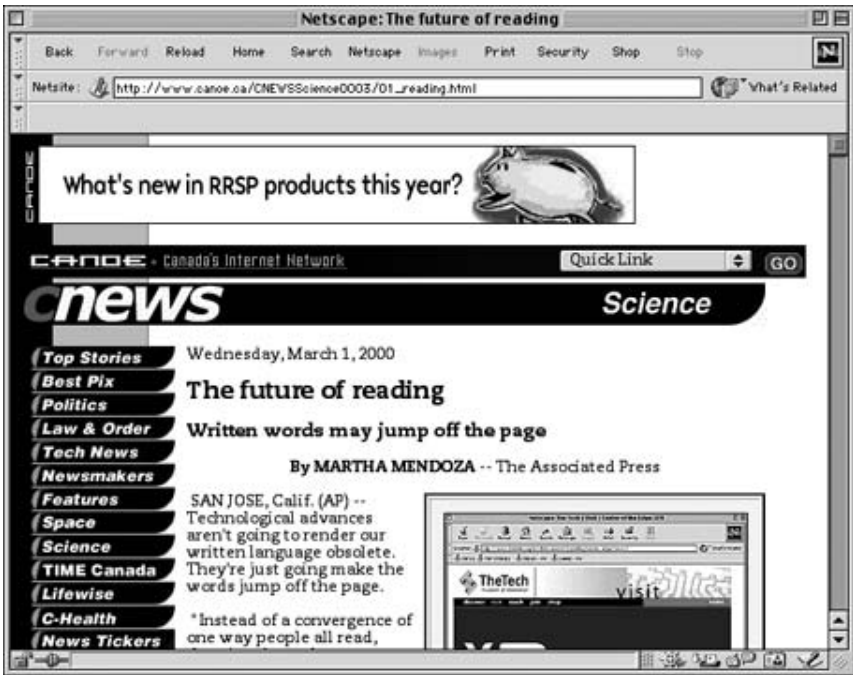 Netscape: The future of reading
Back Forward Reload Home Search Netscape Images Print Security Shop Stop
N
Netsite: http://www.canoe.ca/CNEWSScience0003/01_reading.html What's Related
CANOE
What's new in RRSP products this year?
CANOE Canada's Internet Network Quick Link GO
cnews Science
Top Stories
Best Pix
Politics
Law & Order
Tech News
Newsmakers
Features
Space
Science
TIME Canada
Lifewise
C-Health
News Tickers
Wednesday, March 1, 2000
The future of reading
Written words may jump off the page
By MARTHA MENDOZA -- The Associated Press
SAN JOSE, Calif. (AP) --
Technological advances
aren't going to render our
written language obsolete.
They're just going make the
words jump off the page.
"Instead of a convergence of
one way people all read,
TheTech
visit